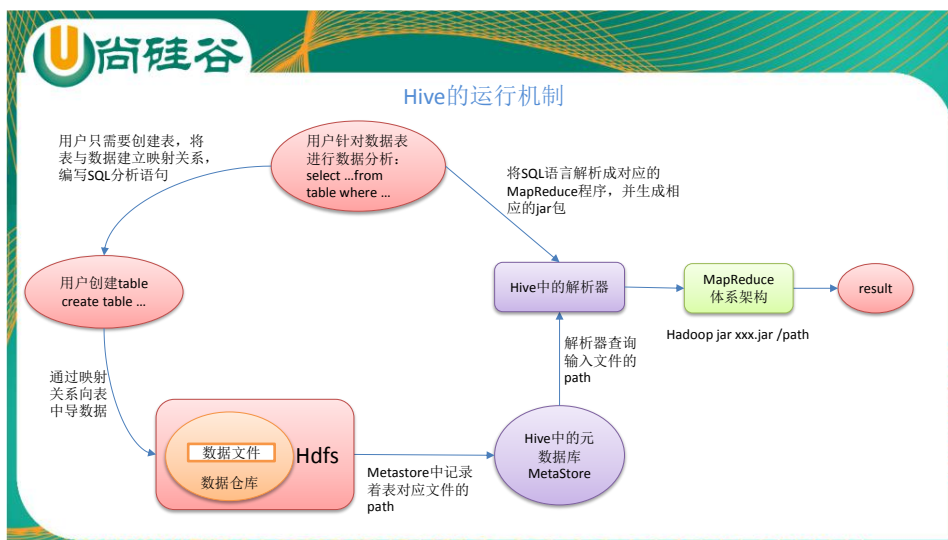 尚硅谷
Hive的运行机制
用户只需要创建表，将
表与数据建立映射关系，
编写SQL分析语句
用户针对数据表
进行数据分析：
select …from
table where …
将SQL语言解析成对应的
MapReduce程序，并生成相
应的jar包
用户创建table
create table …
Hive中的解析器
MapReduce
体系架构
result
Hadoop jar xxx.jar /path
解析器查询
输入文件的
path
通过映射
关系向表
中导数据
数据文件
数据仓库
Hdfs
Metastore中记录
着表对应文件的
path
Hive中的元
数据库
MetaStore